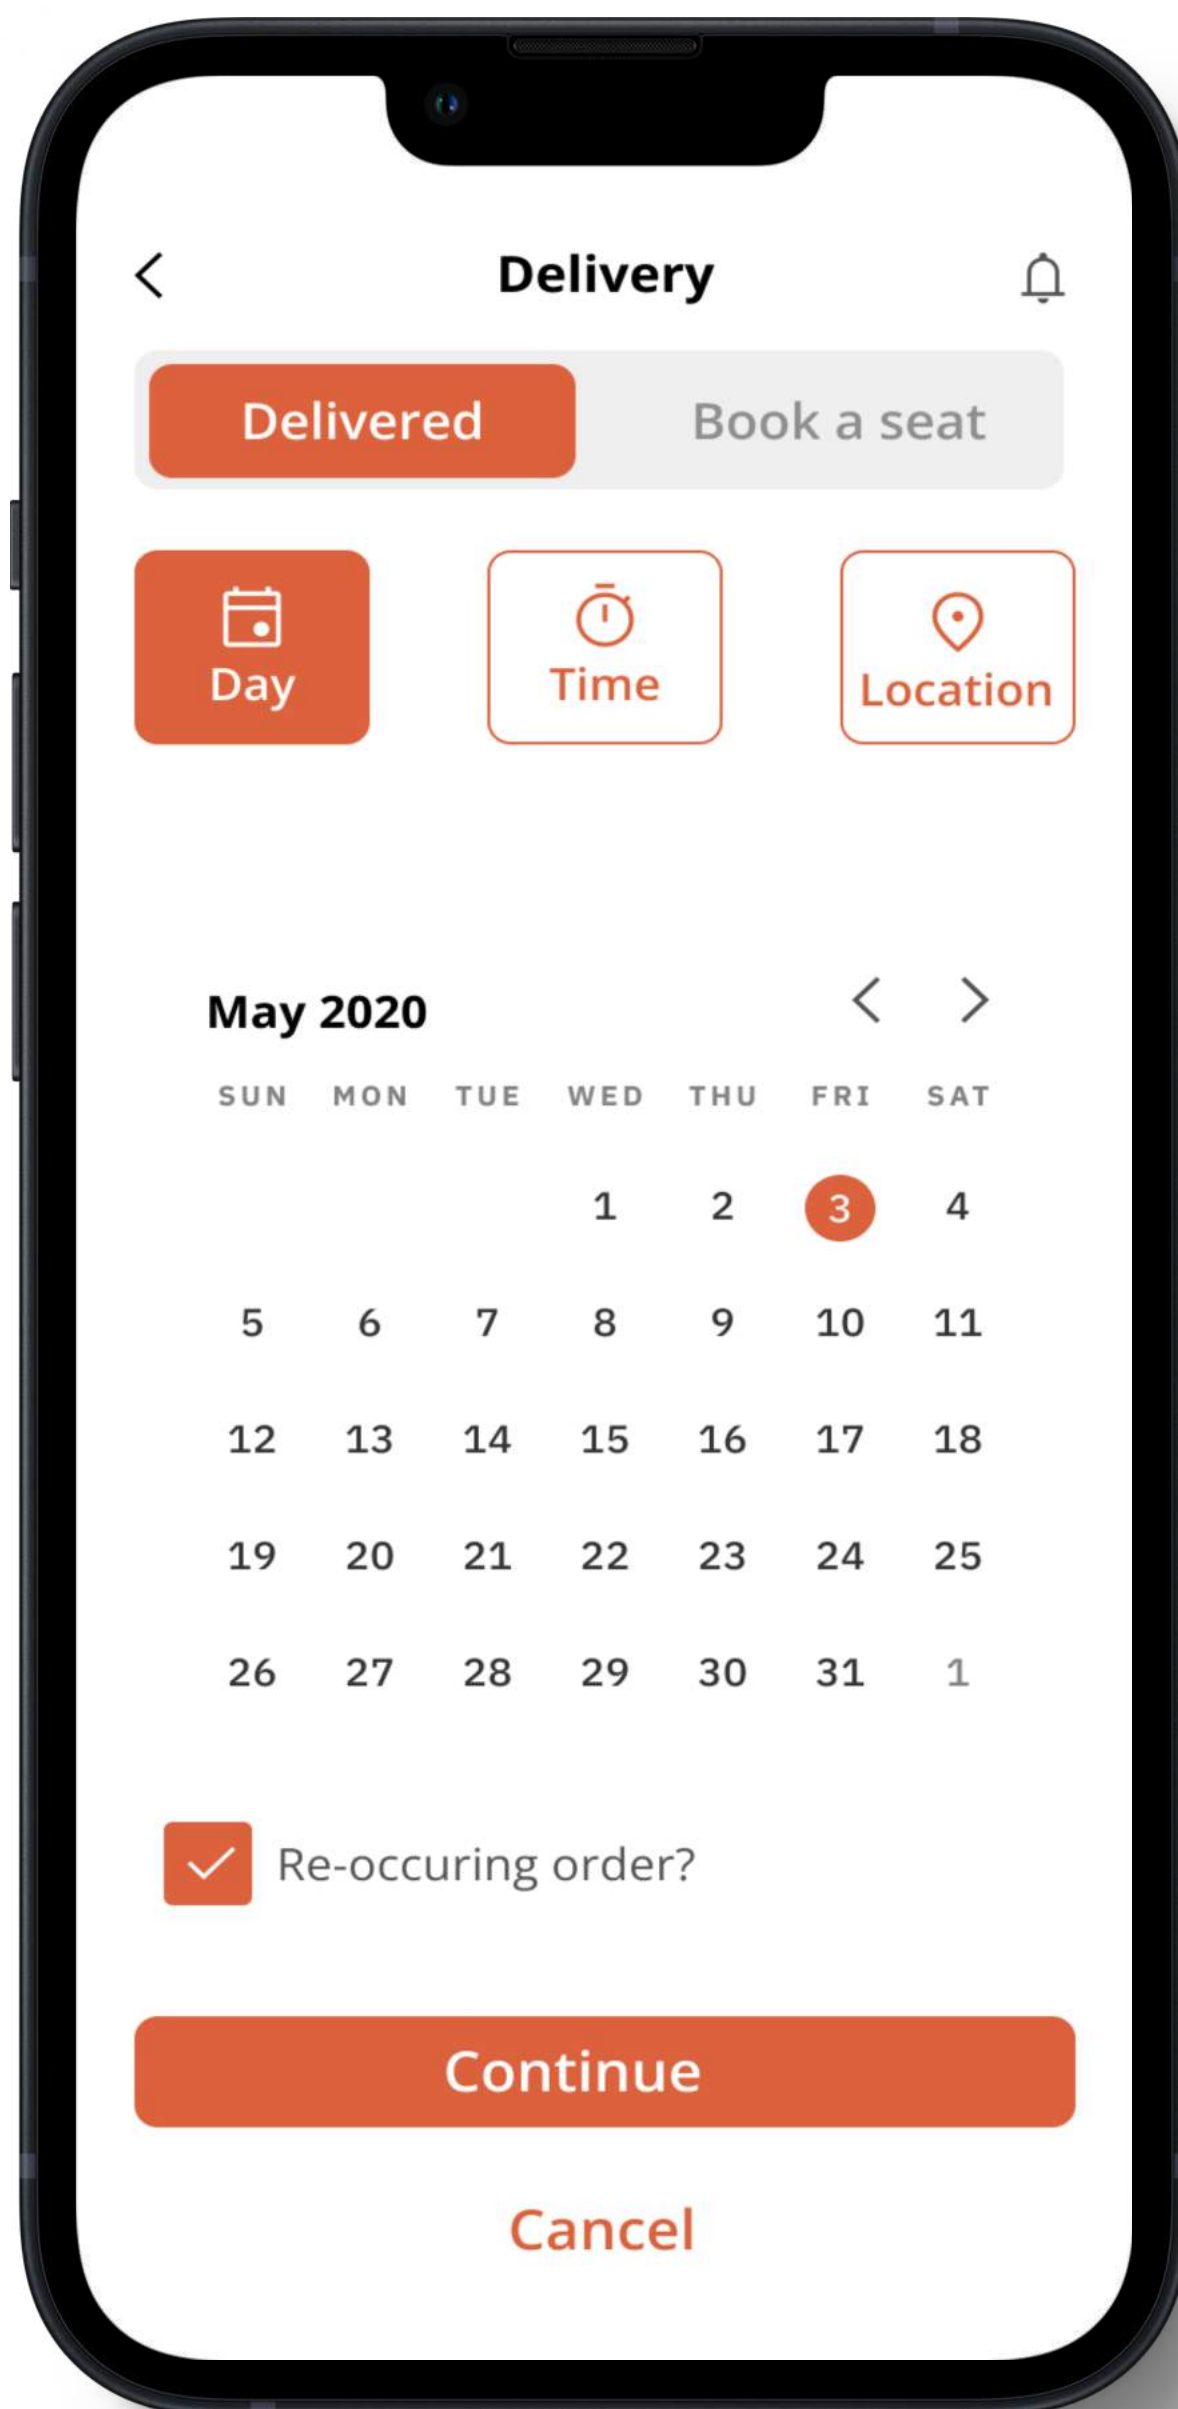 Delivery
Delivered Book a seat
Day Time Location
May 2020
SUN MON TUE WED THU FRI SAT
1 2 3 4
5 6 7 8 9 10 11
12 13 14 15 16 17 18
19 20 21 22 23 24 25
26 27 28 29 30 31 1
Re-occuring order?
Continue
Cancel